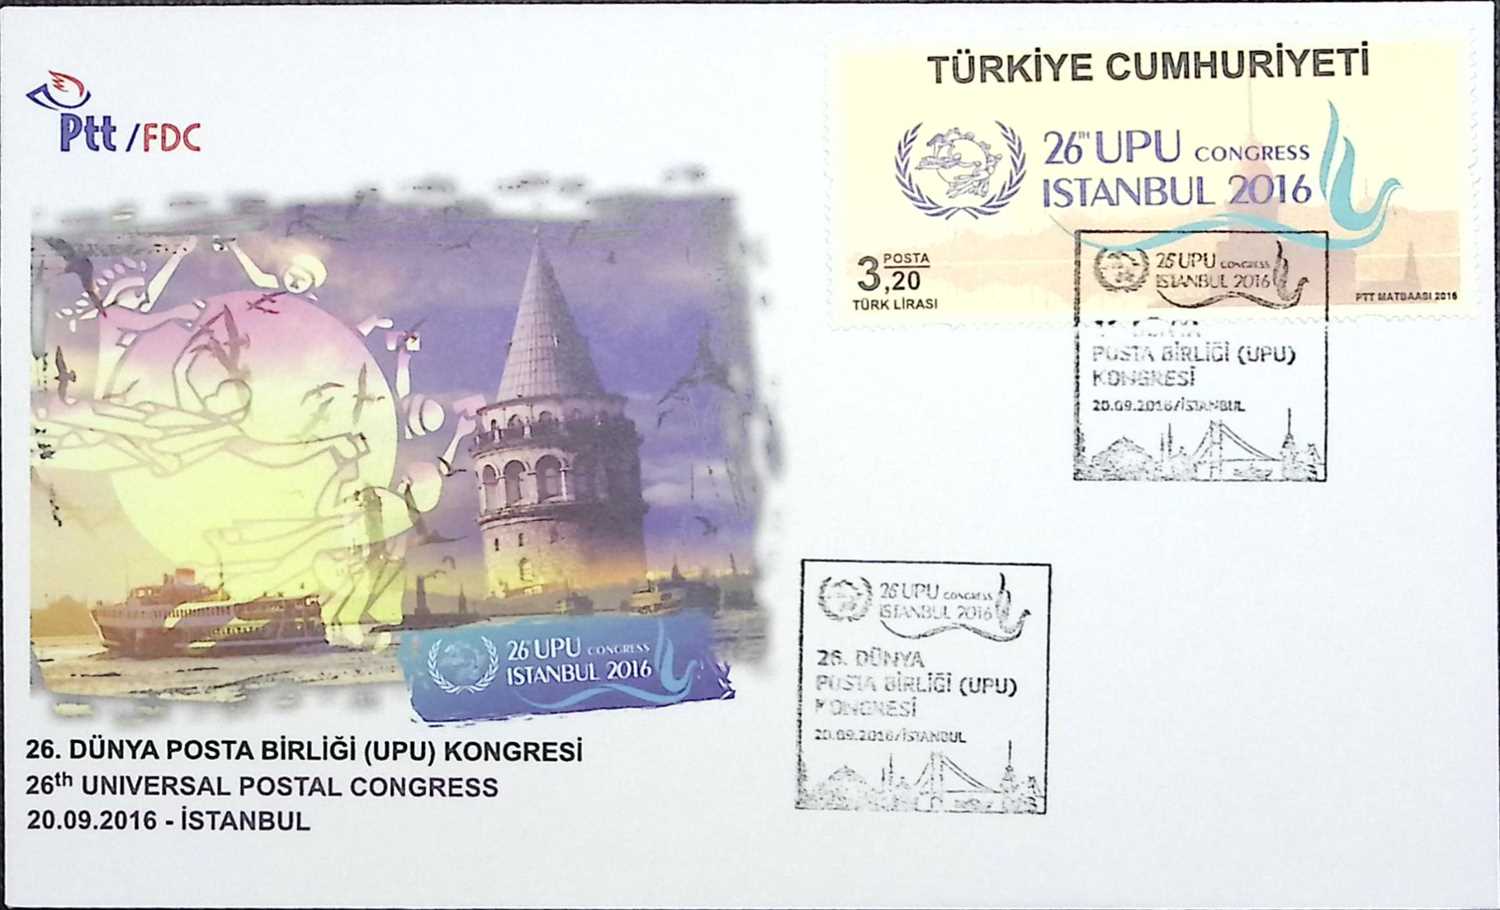 Ptt /FDC
TÜRKİYE CUMHURİYETİ
26TH UPU CONGRESS
ISTANBUL 2016
3,20 POSTA
TÜRK LİRASI
PTT MATBAASI 2016
26 UPU CONGRESS
ISTANBUL 2016
POSTA BİRLİĞİ (UPU)
KONGRESİ
20.09.2016/İSTANBUL
26 UPU CONGRESS
ISTANBUL 2016
26. DÜNYA
POSTA BİRLİĞİ (UPU)
KONGRESİ
20.09.2016/İSTANBUL
26TH UPU CONGRESS
ISTANBUL 2016
26. DÜNYA POSTA BİRLİĞİ (UPU) KONGRESİ
26th UNIVERSAL POSTAL CONGRESS
20.09.2016 - İSTANBUL